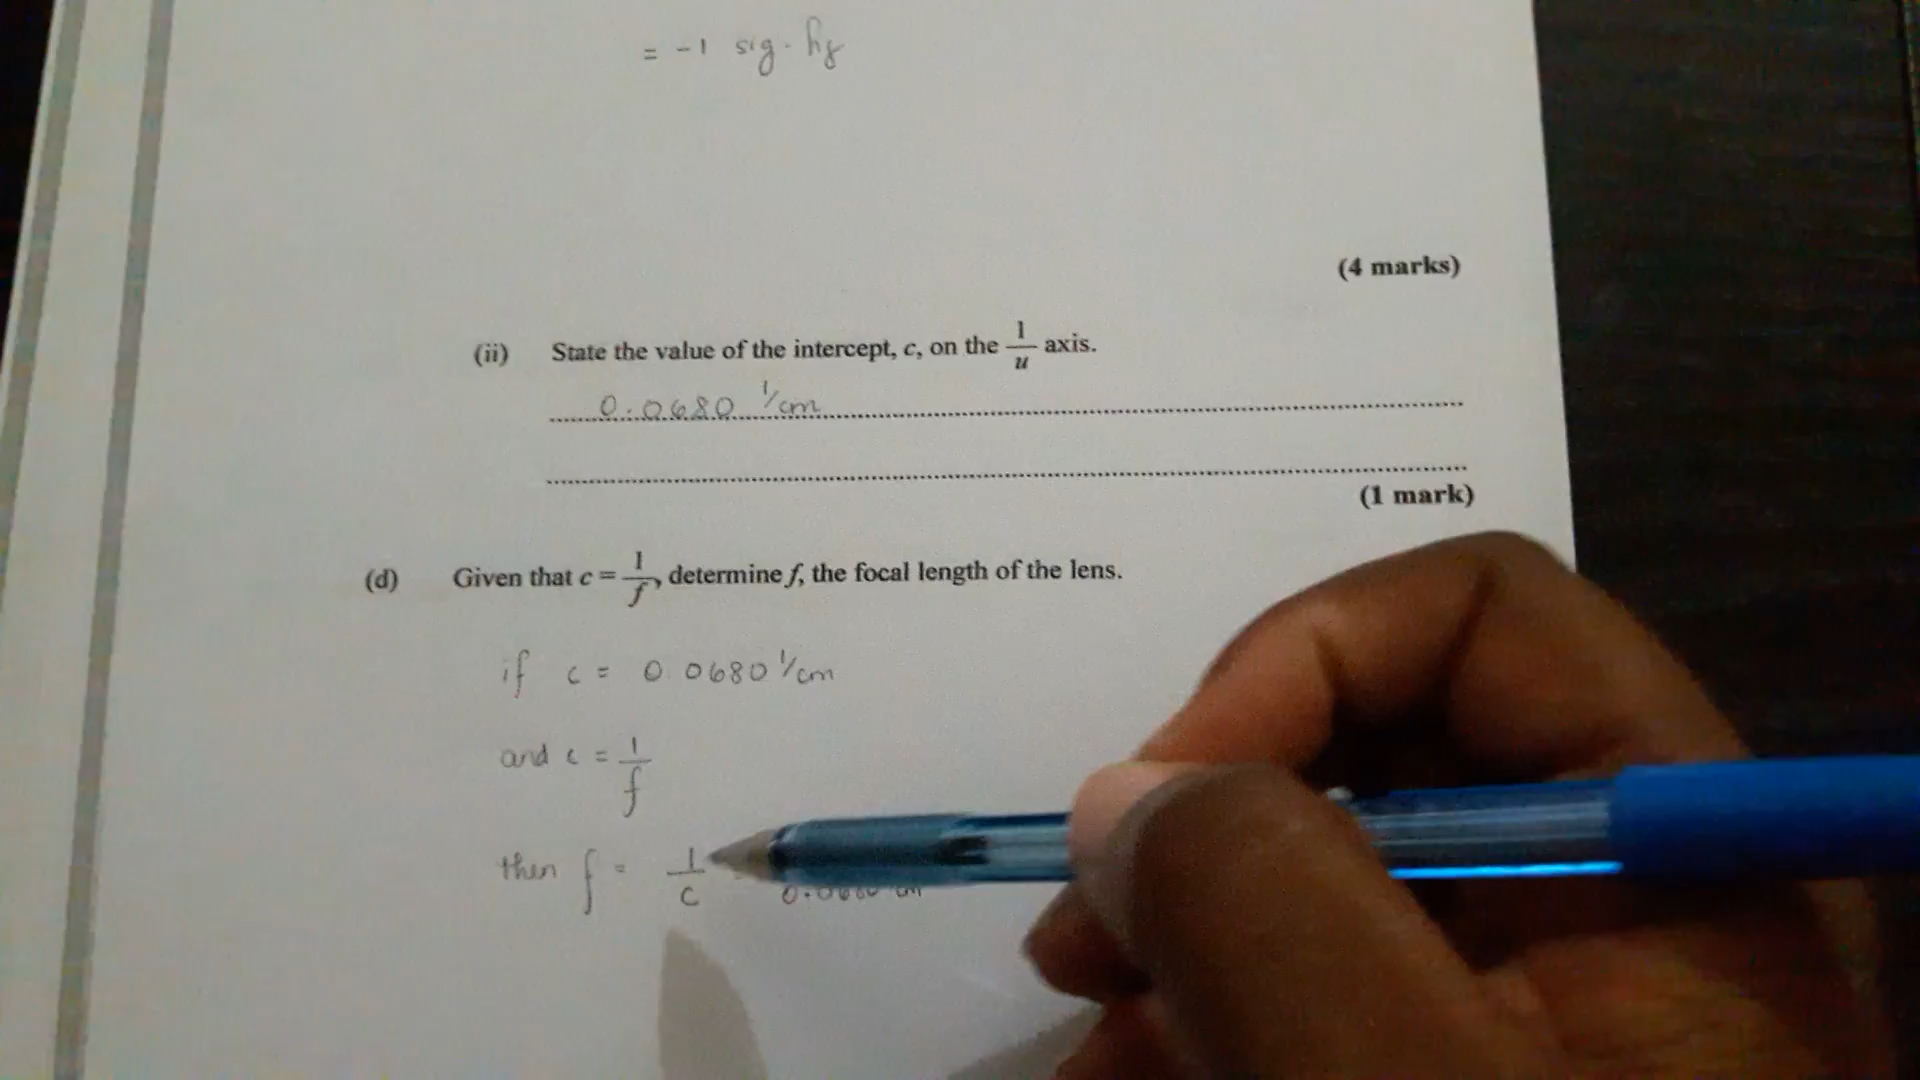 = -1 sig. fig
(4 marks)
(ii) State the value of the intercept, c, on the 1/u axis.
0.0680 1/cm
(1 mark)
(d) Given that c = 1/f, determine f, the focal length of the lens.
if c = 0.0680 1/cm
and c = 1/f
then f = 1/c